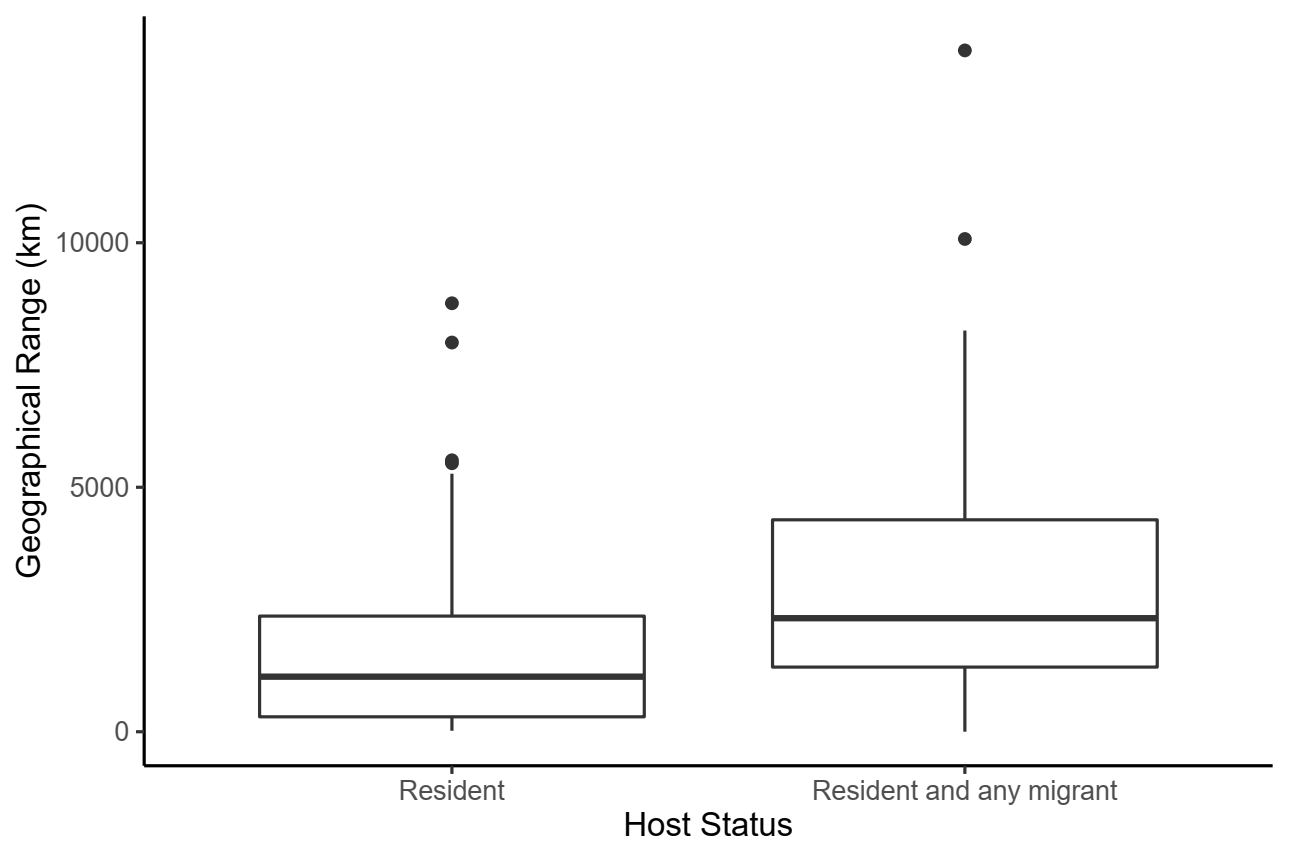 Geographical Range (km)
10000
5000
0
Resident
Resident and any migrant
Host Status